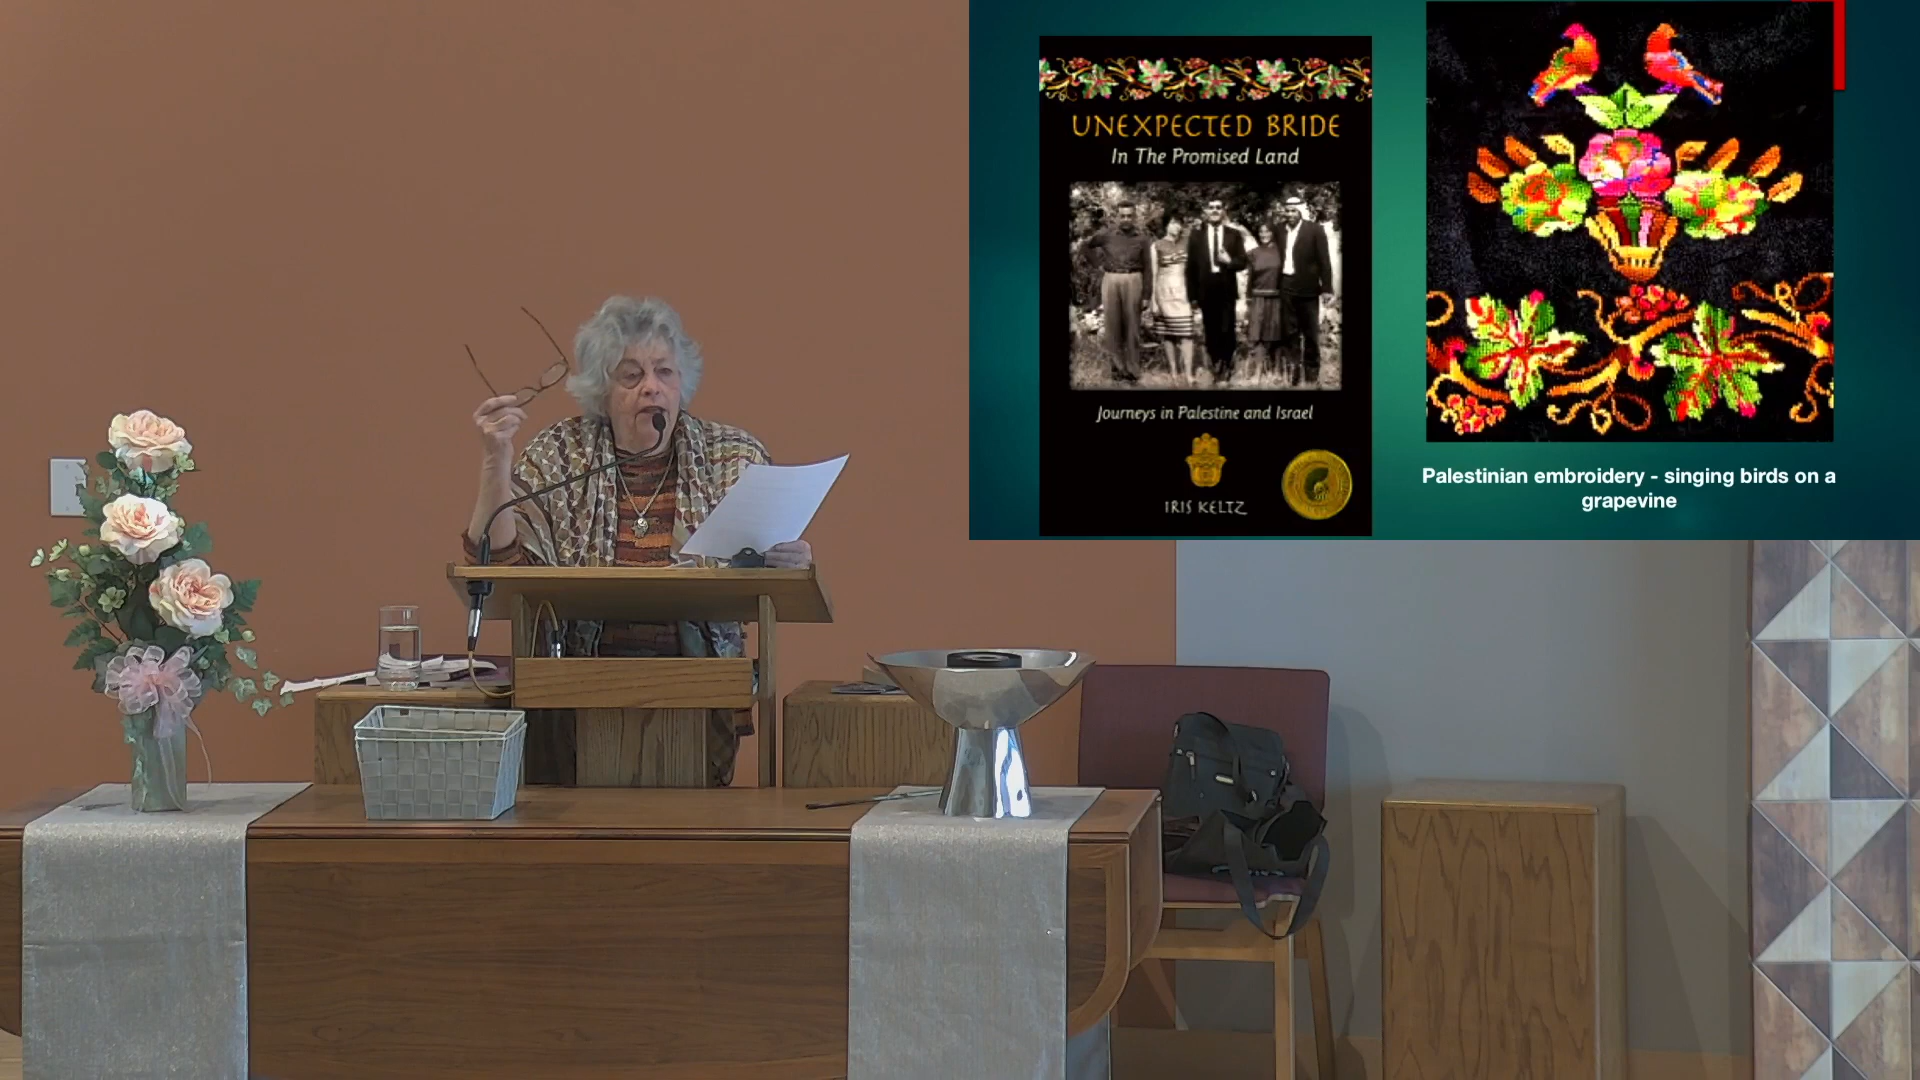 UNEXPECTED BRIDE
In The Promised Land
Journeys in Palestine and Israel
IRIS KELTZ
Palestinian embroidery - singing birds on a
grapevine